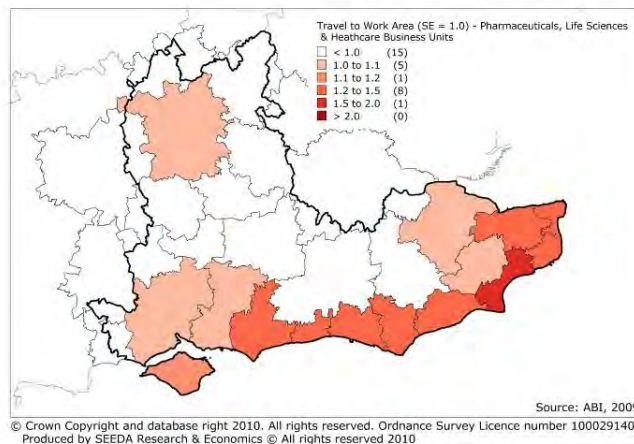 Travel to Work Area (SE = 1.0) - Pharmaceuticals, Life Sciences
& Heathcare Business Units
< 1.0 (15)
1.0 to 1.1 (5)
1.1 to 1.2 (1)
1.2 to 1.5 (8)
1.5 to 2.0 (1)
> 2.0 (0)
Source: ABI, 2009
© Crown Copyright and database right 2010. All rights reserved. Ordnance Survey Licence number 100029140
Produced by SEEDA Research & Economics © All rights reserved 2010